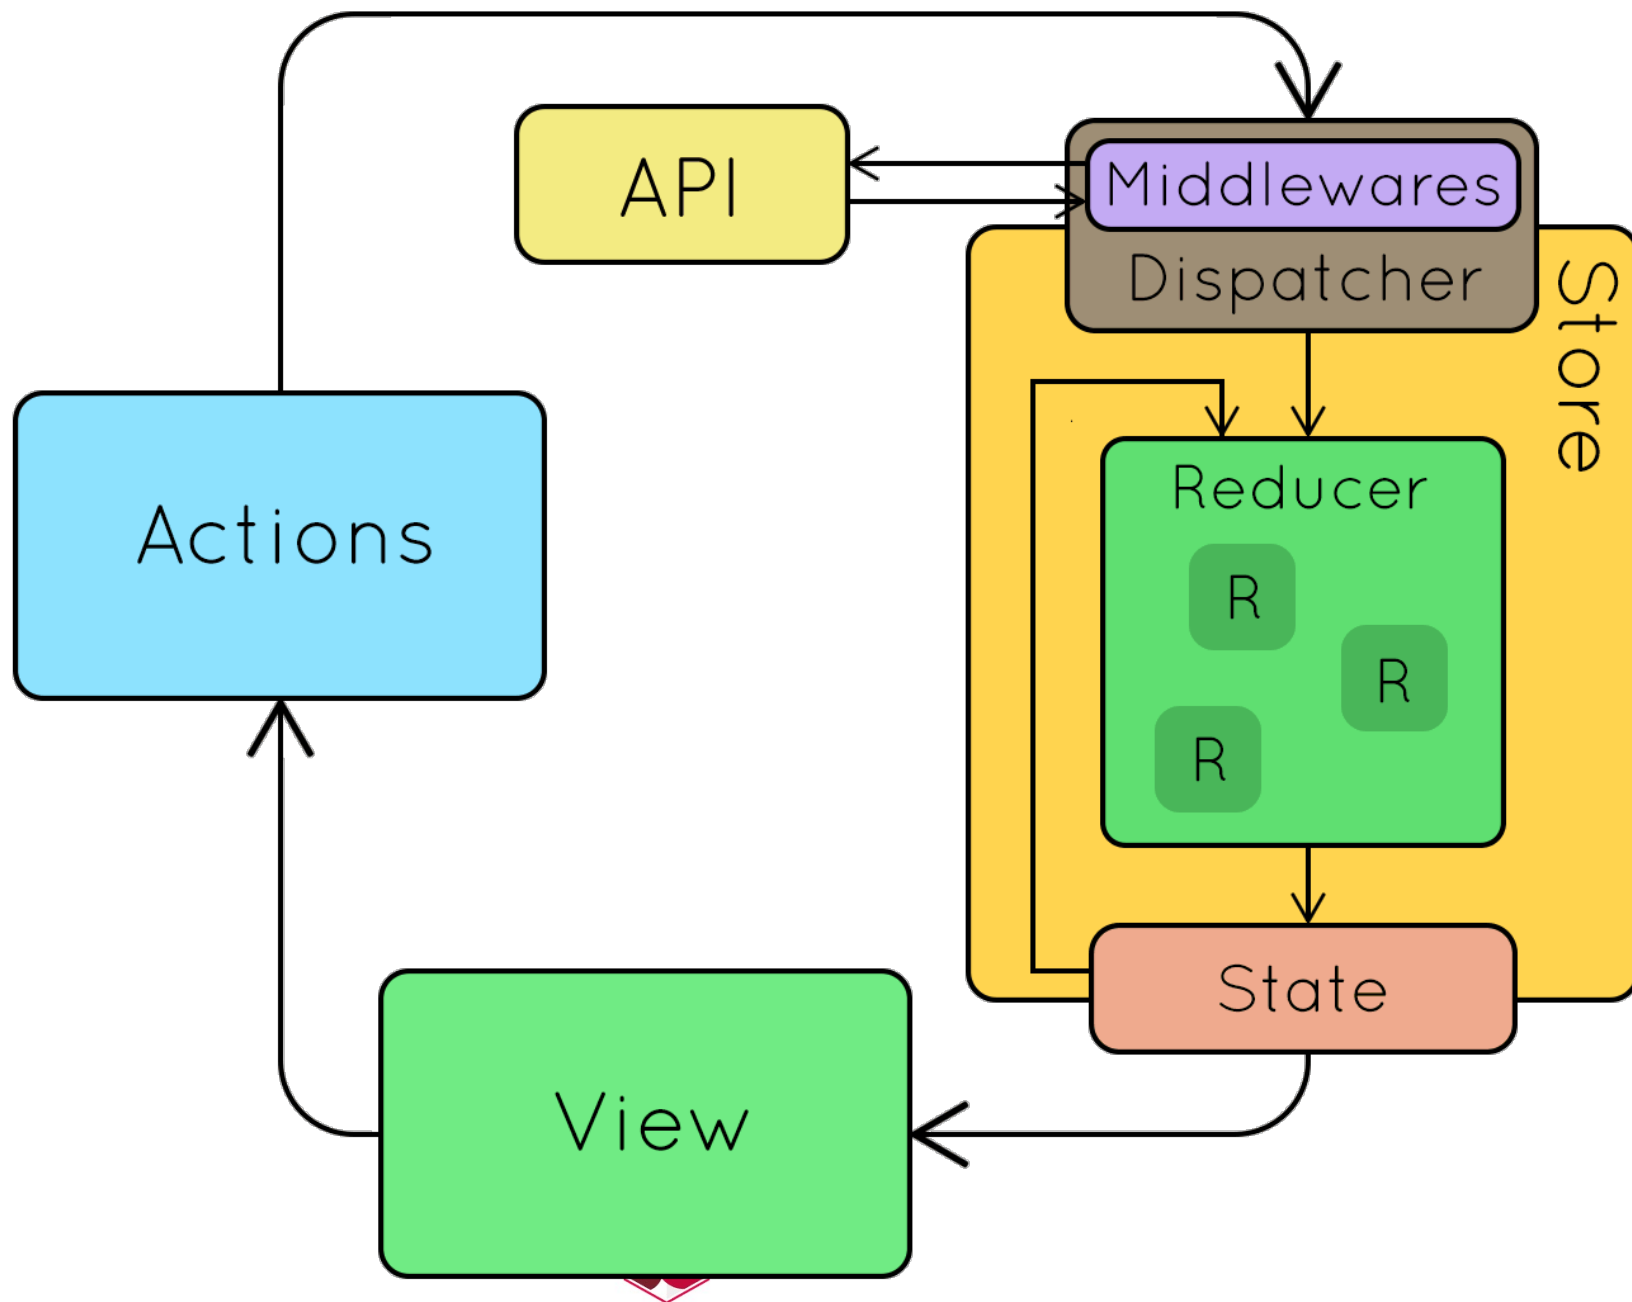 API
Middlewares
Dispatcher
Store
Actions
Reducer
R
R
R
State
View